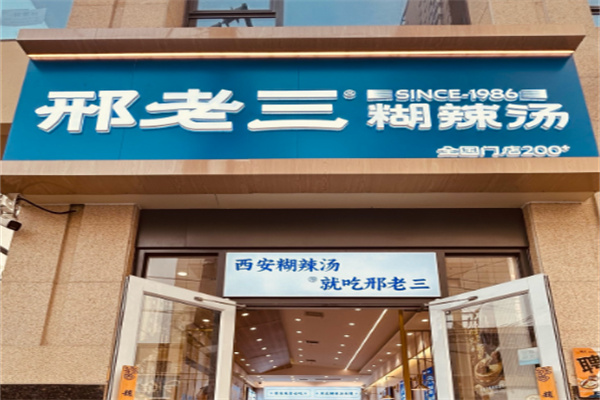 邢老三®
SINCE-1986
糊辣汤
全国门店200+
西安糊辣汤
就吃邢老三
聘